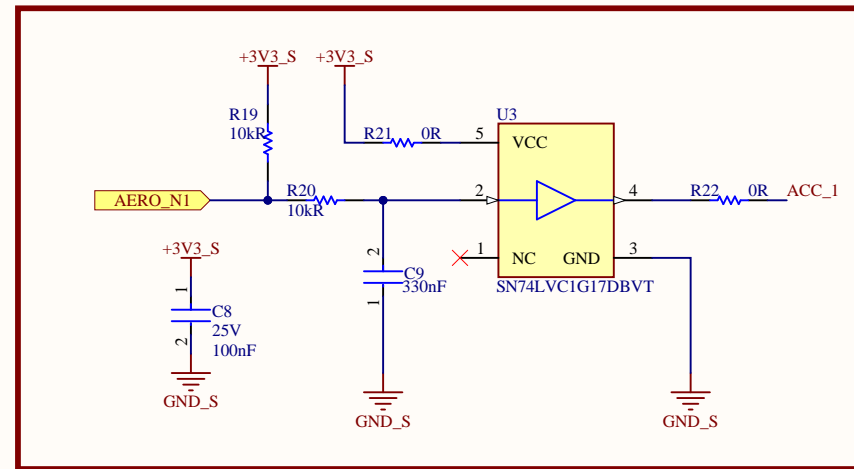 +3V3_S
+3V3_S
U3
R19
10kR
R21
0R
5
VCC
AERO_N1
R20
10kR
2
4
R22
0R
ACC_1
+3V3_S
1
C8
25V
100nF
2
GND_S
2
C9
330nF
1
GND_S
1
NC
GND
3
SN74LVC1G17DBVT
GND_S